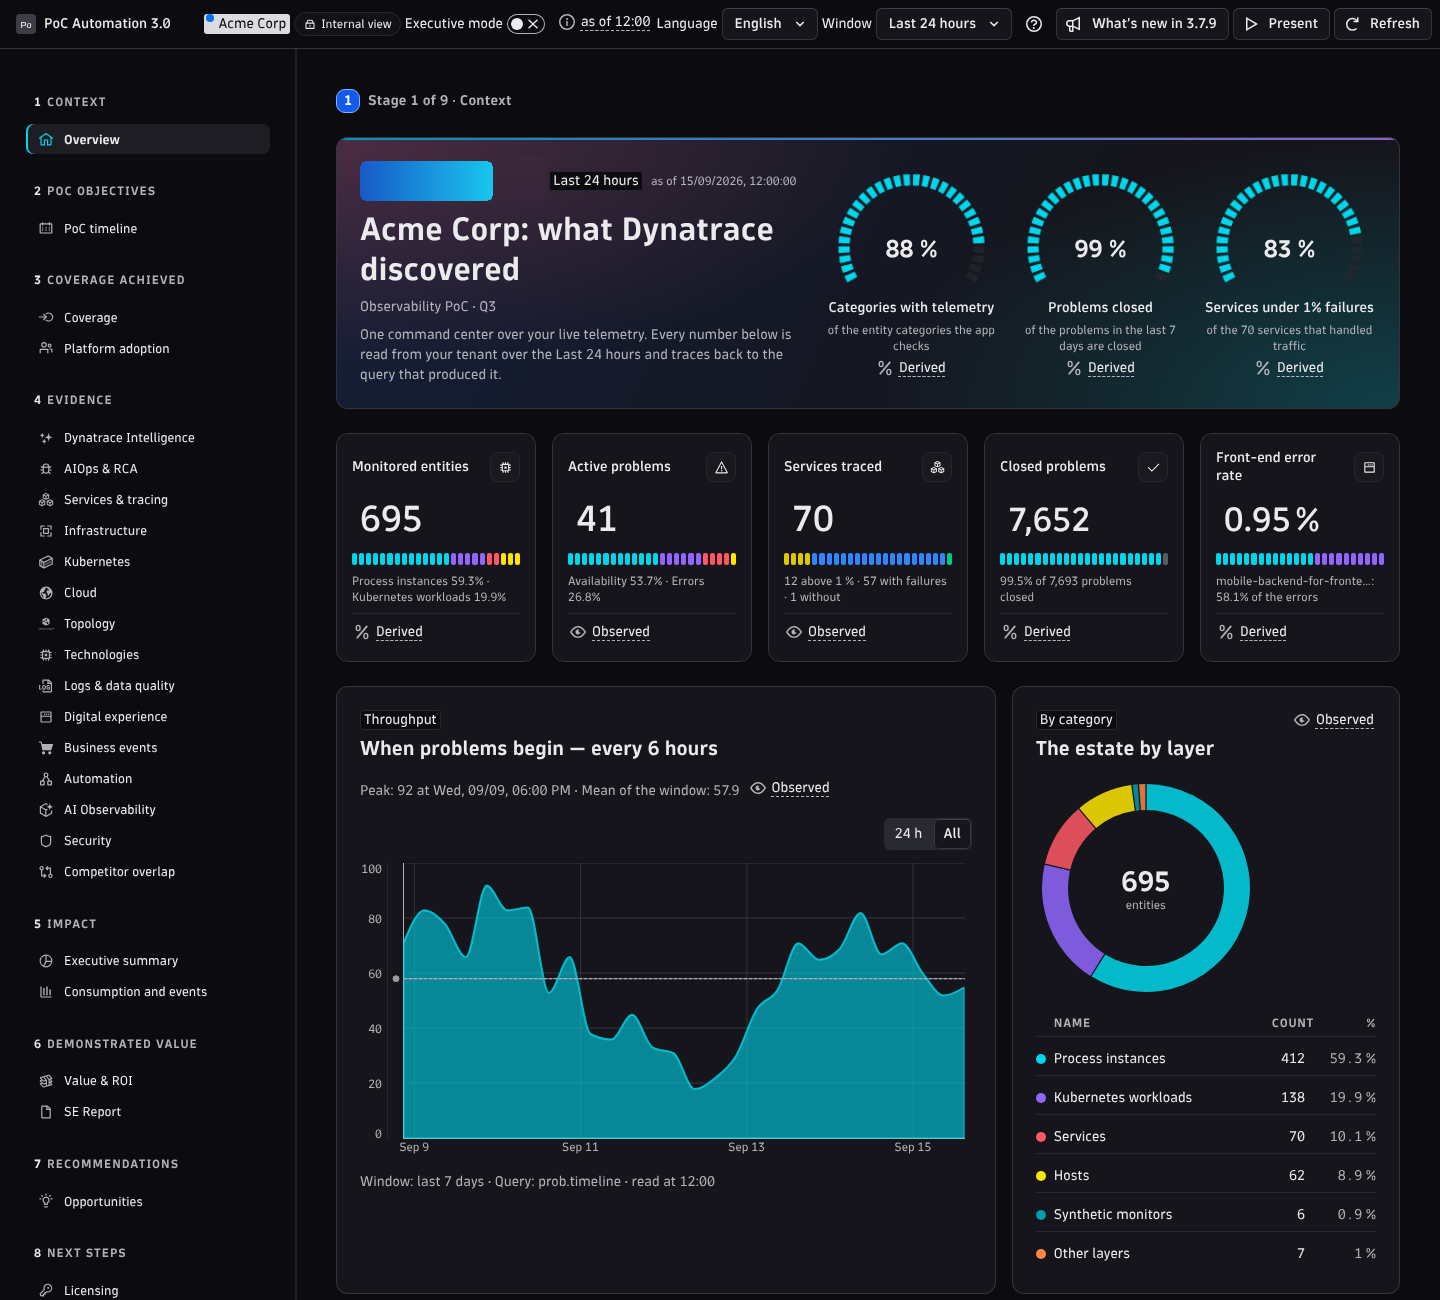 Po PoC Automation 3.0
Acme Corp
Internal view
Executive mode
as of 12:00
Language
English
Window
Last 24 hours
What's new in 3.7.9
Present
Refresh
1 CONTEXT
Overview
2 POC OBJECTIVES
PoC timeline
3 COVERAGE ACHIEVED
Coverage
Platform adoption
4 EVIDENCE
Dynatrace Intelligence
AIOps & RCA
Services & tracing
Infrastructure
Kubernetes
Cloud
Topology
Technologies
Logs & data quality
Digital experience
Business events
Automation
AI Observability
Security
Competitor overlap
5 IMPACT
Executive summary
Consumption and events
6 DEMONSTRATED VALUE
Value & ROI
SE Report
7 RECOMMENDATIONS
Opportunities
8 NEXT STEPS
Licensing
1 Stage 1 of 9 · Context
Last 24 hours as of 15/09/2026, 12:00:00
Acme Corp: what Dynatrace
discovered
Observability PoC · Q3
One command center over your live telemetry. Every number below is
read from your tenant over the Last 24 hours and traces back to the
query that produced it.
88 %
Categories with telemetry
of the entity categories the app
checks
Derived
99 %
Problems closed
of the problems in the last 7
days are closed
Derived
83 %
Services under 1% failures
of the 70 services that handled
traffic
Derived
Monitored entities
695
Process instances 59.3% ·
Kubernetes workloads 19.9%
Derived
Active problems
41
Availability 53.7% · Errors
26.8%
Observed
Services traced
70
12 above 1 % · 57 with failures
· 1 without
Observed
Closed problems
7,652
99.5% of 7,693 problems
closed
Derived
Front-end error
rate
0.95 %
mobile-backend-for-fronte...:
58.1% of the errors
Derived
Throughput
When problems begin — every 6 hours
Peak: 92 at Wed, 09/09, 06:00 PM · Mean of the window: 57.9
Observed
24 h All
100
80
60
40
20
0
Sep 9 Sep 11 Sep 13 Sep 15
Window: last 7 days · Query: prob.timeline · read at 12:00
By category
Observed
The estate by layer
695
entities
NAME COUNT %
Process instances 412 59.3 %
Kubernetes workloads 138 19.9 %
Services 70 10.1 %
Hosts 62 8.9 %
Synthetic monitors 6 0.9 %
Other layers 7 1 %